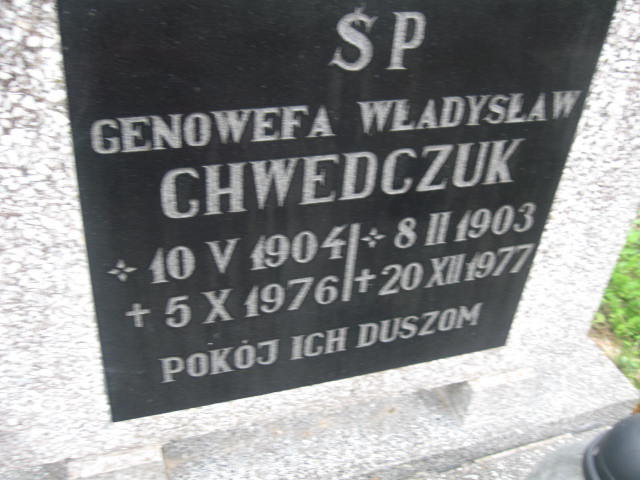 ŚP
GENOWEFA WŁADYSŁAW
CHWEDCZUK
10 V 1904 8 II 1903
† 5 X 1976 † 20 XII 1977
POKÓJ ICH DUSZOM